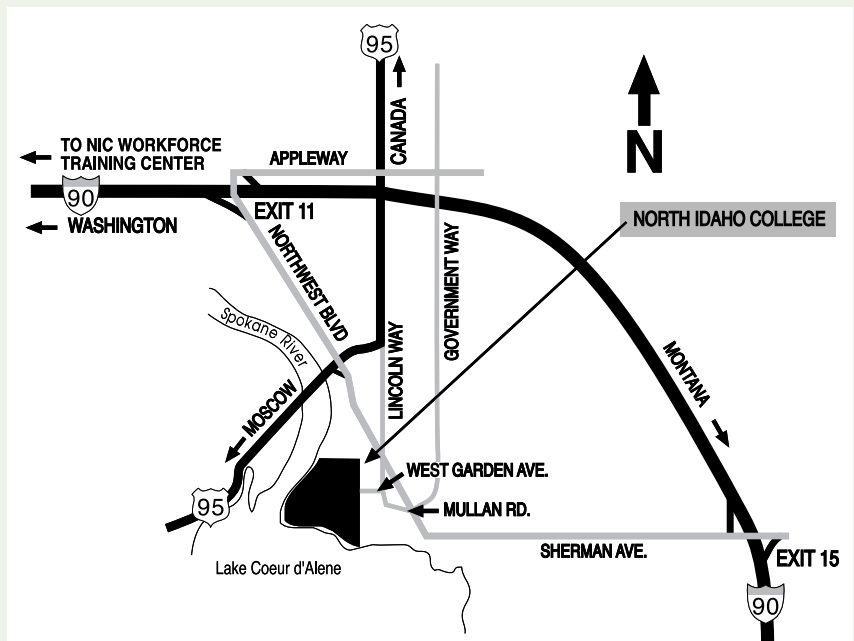 95
CANADA
N
TO NIC WORKFORCE
TRAINING CENTER
APPLEWAY
90
WASHINGTON
EXIT 11
NORTH IDAHO COLLEGE
NORTHWEST BLVD
GOVERNMENT WAY
Spokane River
LINCOLN WAY
MONTANA
MOSCOW
WEST GARDEN AVE.
95
MULLAN RD.
SHERMAN AVE.
EXIT 15
Lake Coeur d'Alene
90